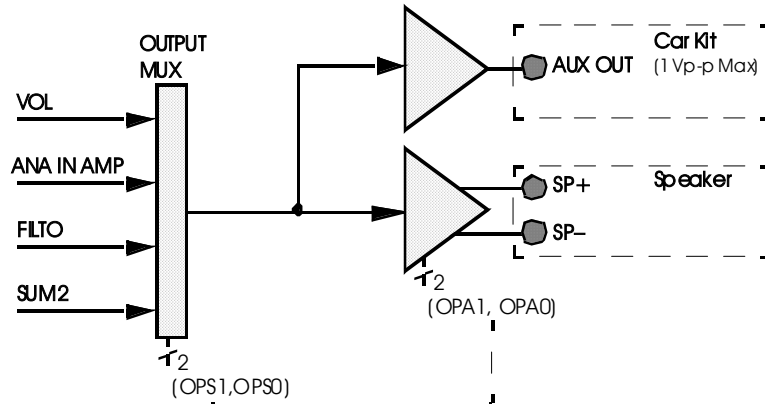 OUTPUT
MUX
VOL
ANA IN AMP
FILTO
SUM2
2
(OPS1,OPS0)
AUX OUT
Car Kit
(1 Vp-p Max)
SP+
Speaker
SP–
2
(OPA1, OPA0)